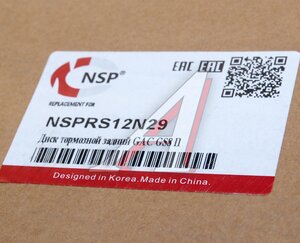 NSP®
EAC EAC
REPLACEMENT FOR
NSPRS12N29
Диск тормозной задний GAC GS8 II
Designed in Korea. Made in China.